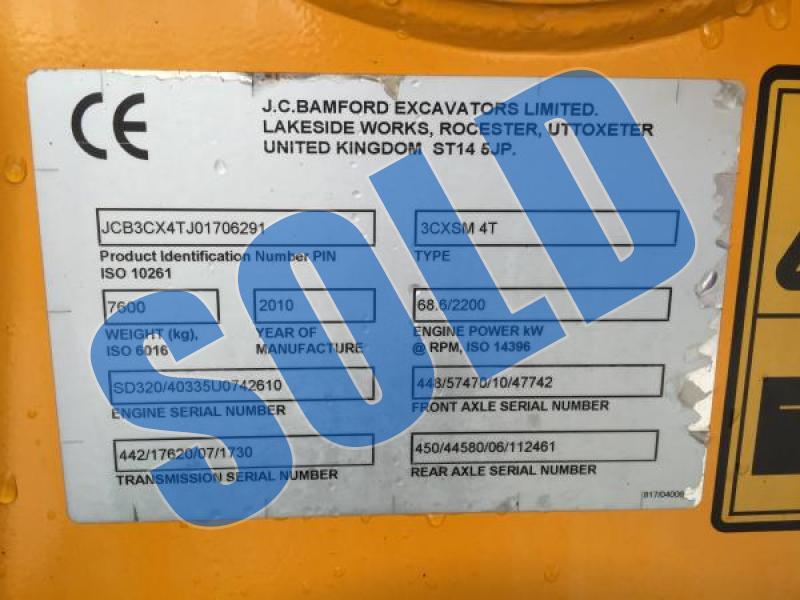 CE
J.C.BAMFORD EXCAVATORS LIMITED.
LAKESIDE WORKS, ROCESTER, UTTOXETER
UNITED KINGDOM ST14 5JP.
JCB3CX4TJ01706291
3CXSM 4T
Product Identification Number PIN
ISO 10261
TYPE
7600
2010
68.6/2200
WEIGHT (kg),
ISO 6016
YEAR OF
MANUFACTURE
ENGINE POWER kW
@ RPM, ISO 14396
SD320/40335U0742610
448/57470/10/47742
ENGINE SERIAL NUMBER
FRONT AXLE SERIAL NUMBER
442/17620/07/1730
450/44580/06/112461
TRANSMISSION SERIAL NUMBER
REAR AXLE SERIAL NUMBER
SOLD